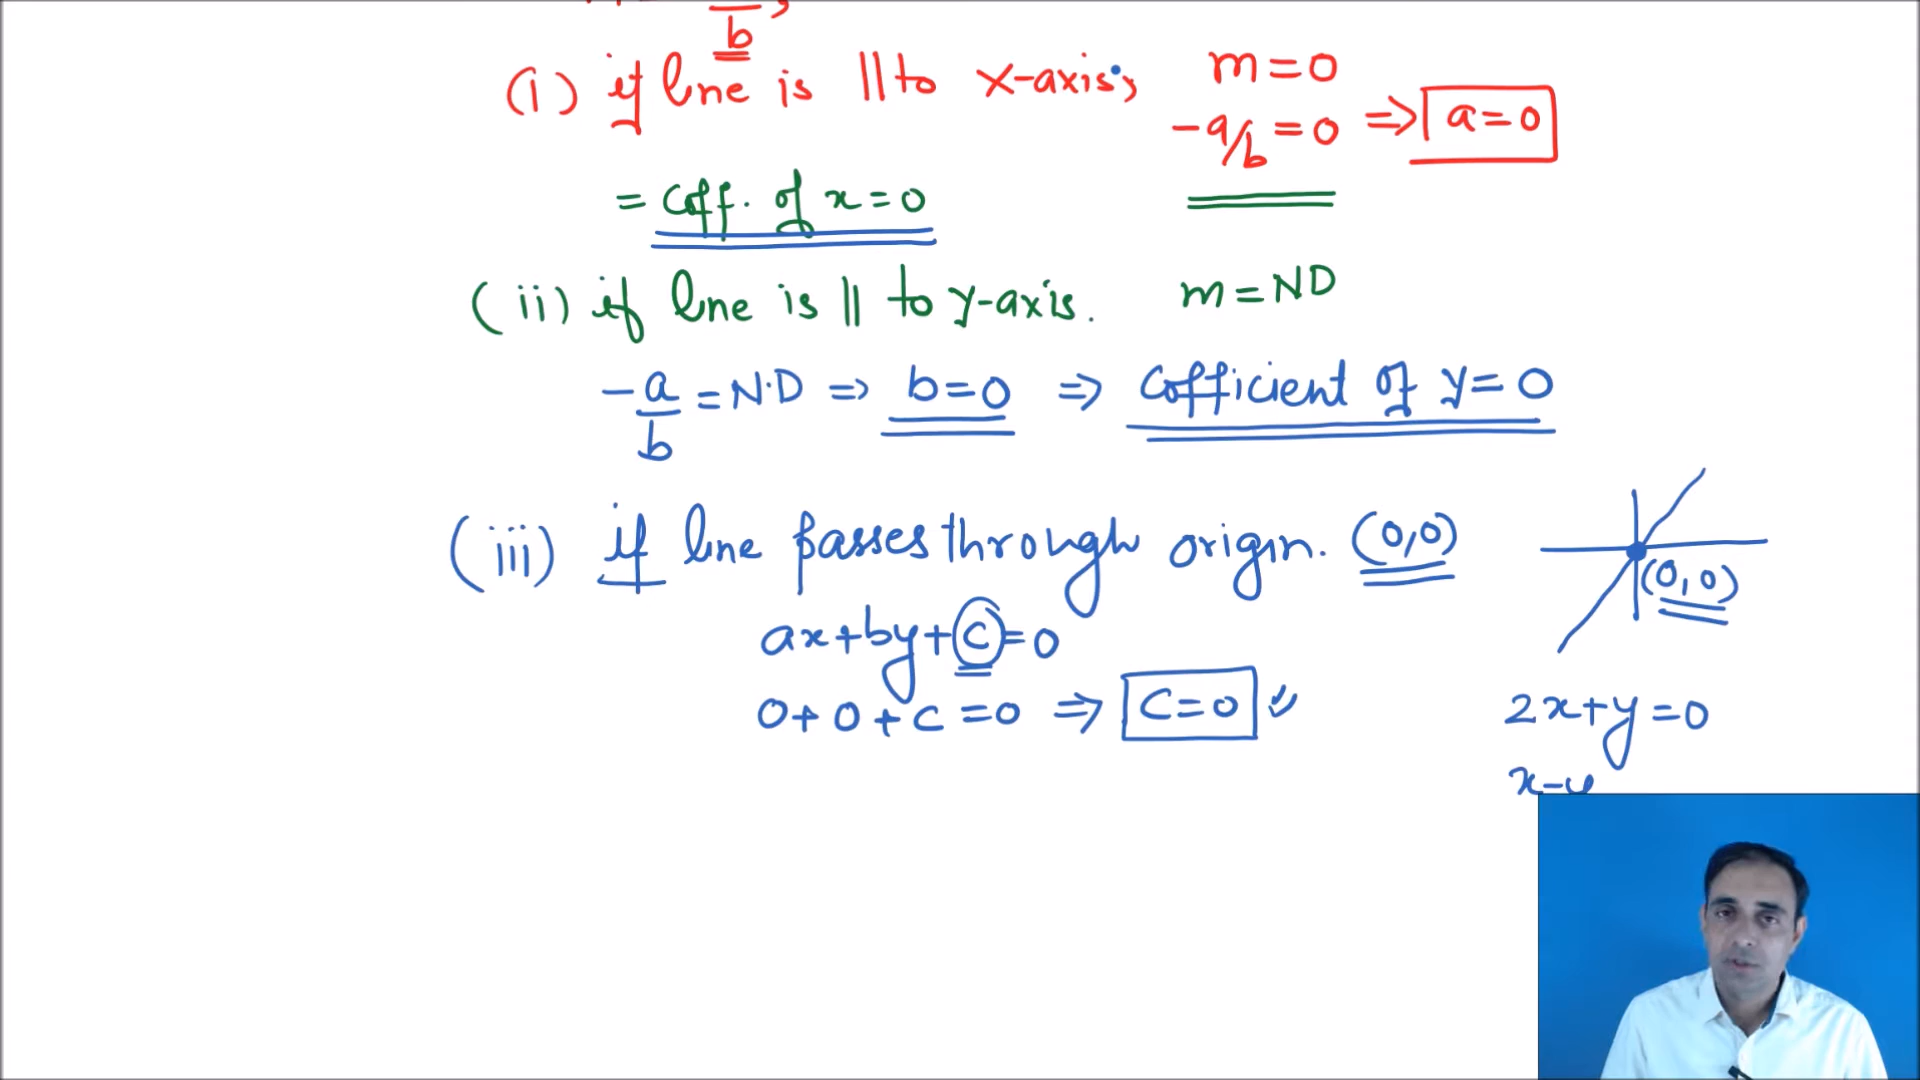 b
(i) if line is || to x-axis; m=0
-a/b=0 ⇒ a=0
= Coff. of x=0
(ii) if line is || to y-axis. m=ND
-a/b = N.D ⇒ b=0 ⇒ Cofficient of y=0
(iii) if line passes through origin. (0,0)
(0,0)
ax+by+c=0
0+0+c=0 ⇒ C=0
2x+y=0
x-y